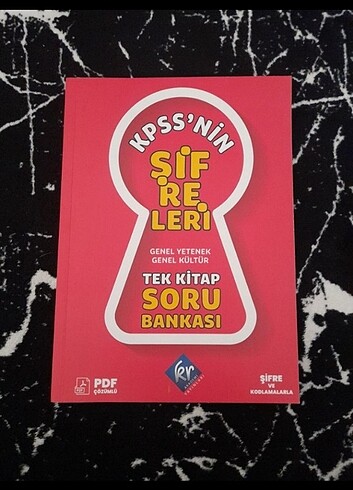 KPSS'NİN
ŞİF
RE
LERİ
GENEL YETENEK
GENEL KÜLTÜR
TEK KİTAP
SORU
BANKASI
PDF
ÇÖZÜMLÜ
kr
ŞİFRE
VE
KODLAMALARLA